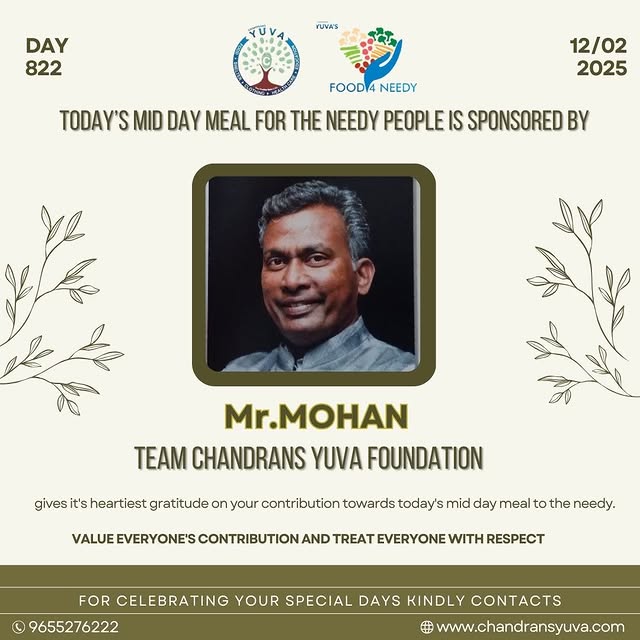 DAY
822
YUVA
YUVA'S
FOOD 4 NEEDY
12/02
2025
TODAY'S MID DAY MEAL FOR THE NEEDY PEOPLE IS SPONSORED BY
Mr.MOHAN
TEAM CHANDRANS YUVA FOUNDATION
gives it's heartiest gratitude on your contribution towards today's mid day meal to the needy.
VALUE EVERYONE'S CONTRIBUTION AND TREAT EVERYONE WITH RESPECT
FOR CELEBRATING YOUR SPECIAL DAYS KINDLY CONTACTS
9655276222
www.chandransyuva.com